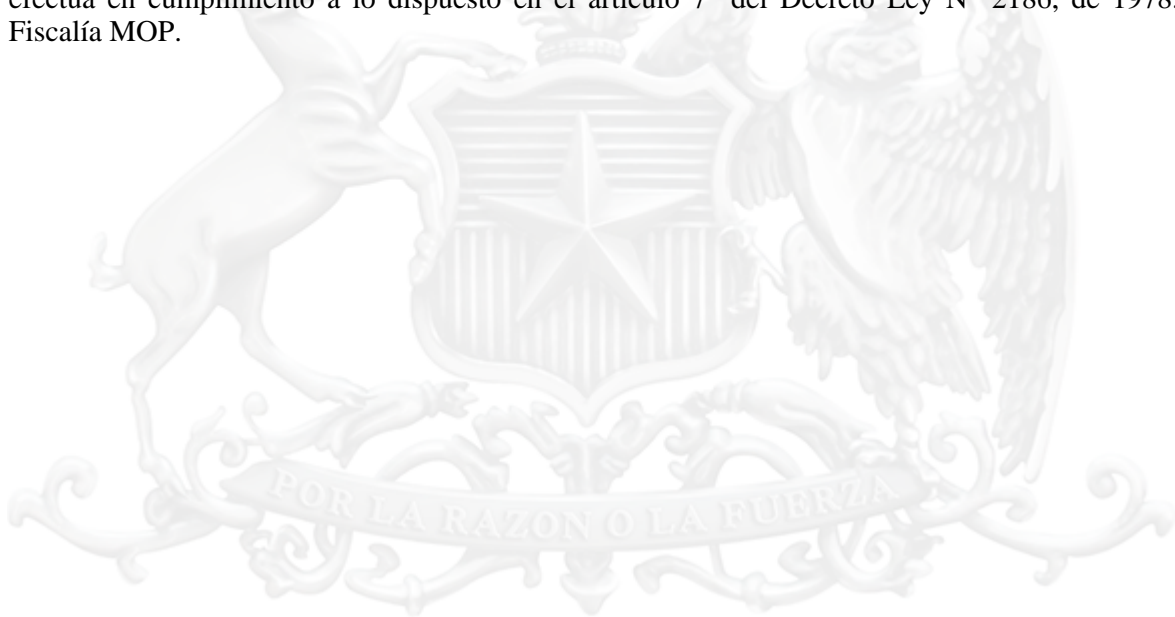 efectúa en cumplimiento a lo dispuesto en el artículo 7° del Decreto Ley N° 2186, de 1978.
Fiscalía MOP.
POR LA RAZON O LA FUERZA